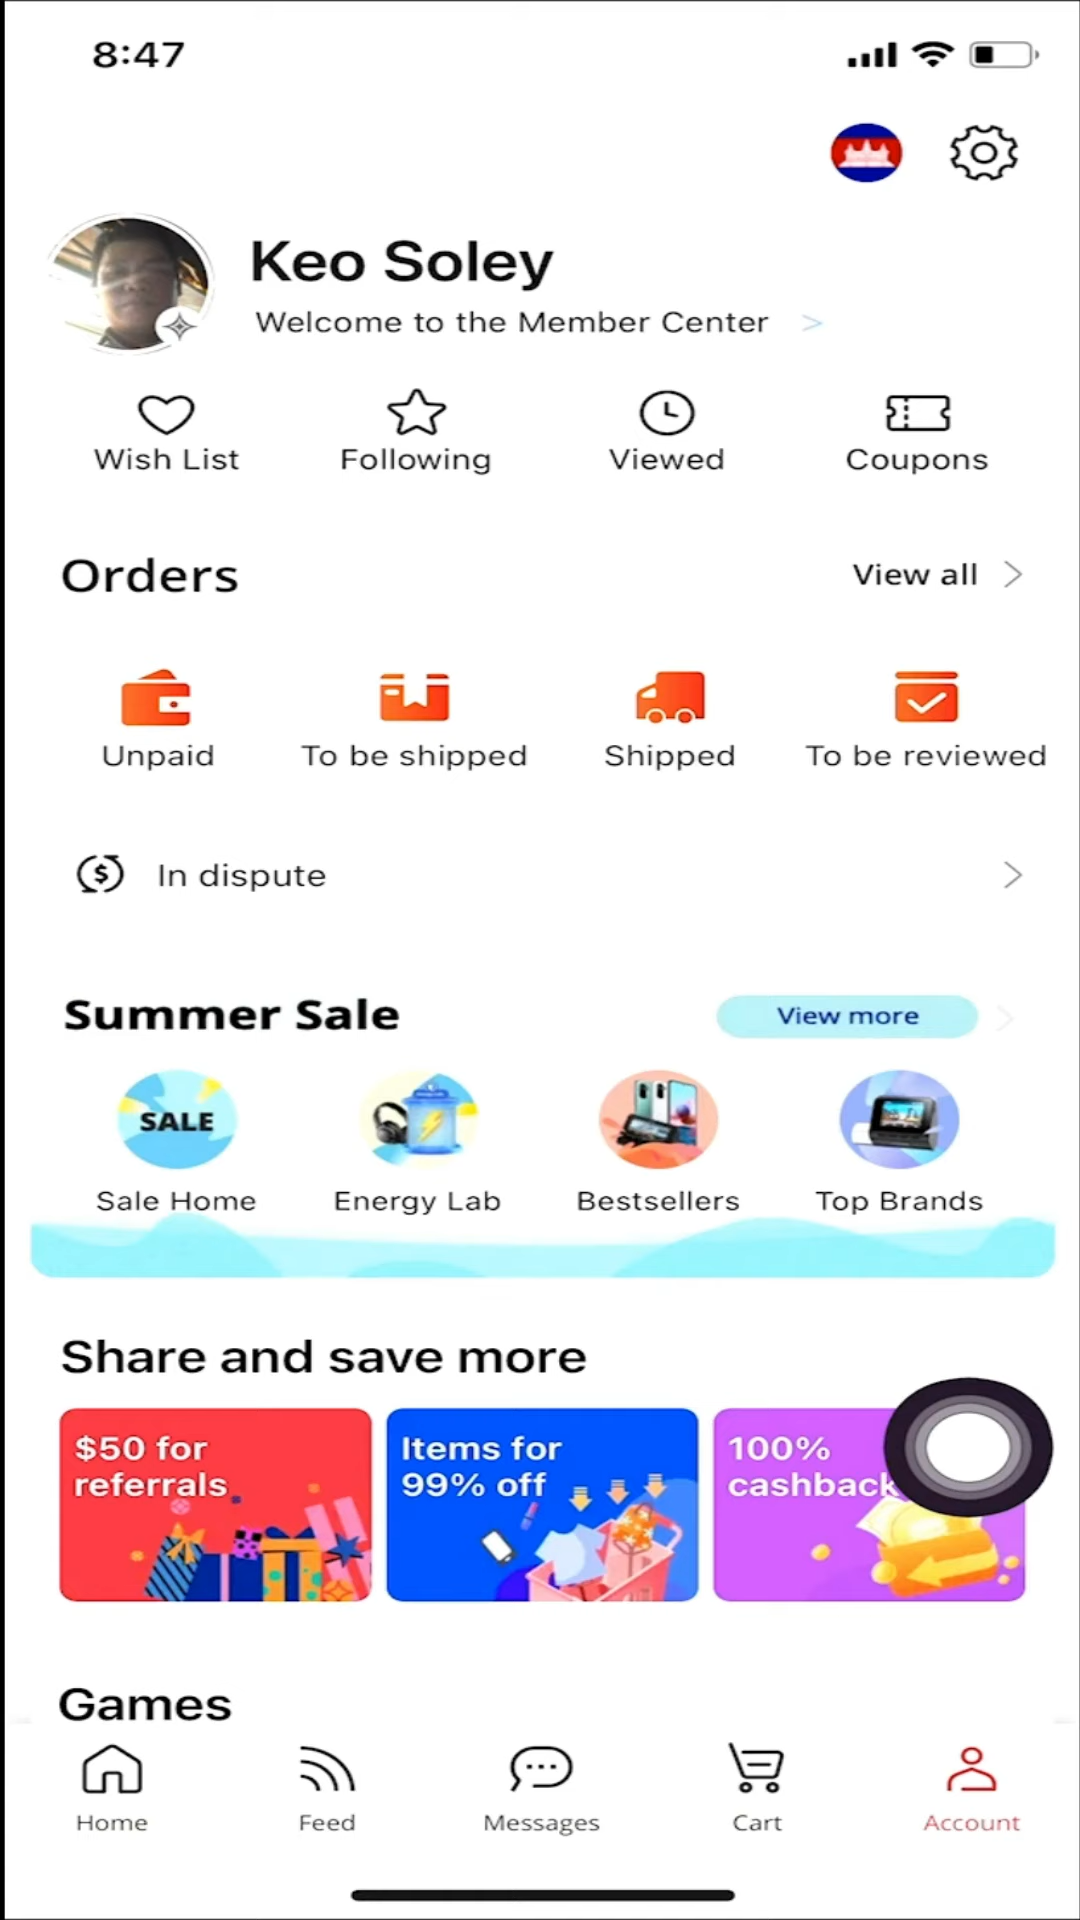 8:47
Keo Soley
Welcome to the Member Center >
Wish List
Following
Viewed
Coupons
Orders
View all
Unpaid
To be shipped
Shipped
To be reviewed
In dispute
Summer Sale
View more
SALE
Sale Home
Energy Lab
Bestsellers
Top Brands
Share and save more
$50 for
referrals
Items for
99% off
100%
cashback
Games
Home
Feed
Messages
Cart
Account